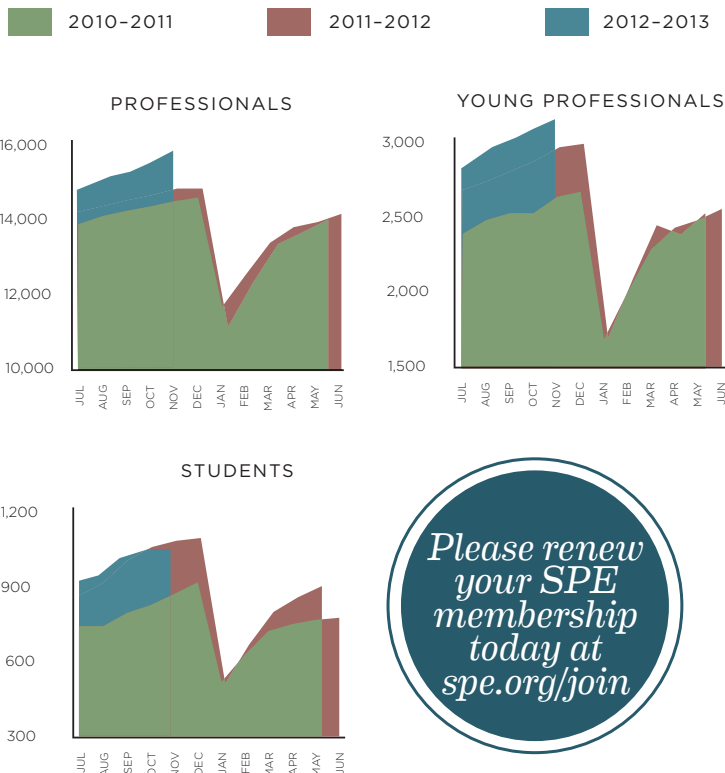 2010–2011 2011–2012 2012–2013
PROFESSIONALS
16,000
14,000
12,000
10,000
JUL AUG SEP OCT NOV DEC JAN FEB MAR APR MAY JUN
YOUNG PROFESSIONALS
3,000
2,500
2,000
1,500
JUL AUG SEP OCT NOV DEC JAN FEB MAR APR MAY JUN
STUDENTS
1,200
900
600
300
JUL AUG SEP OCT NOV DEC JAN FEB MAR APR MAY JUN
Please renew
your SPE
membership
today at
spe.org/join